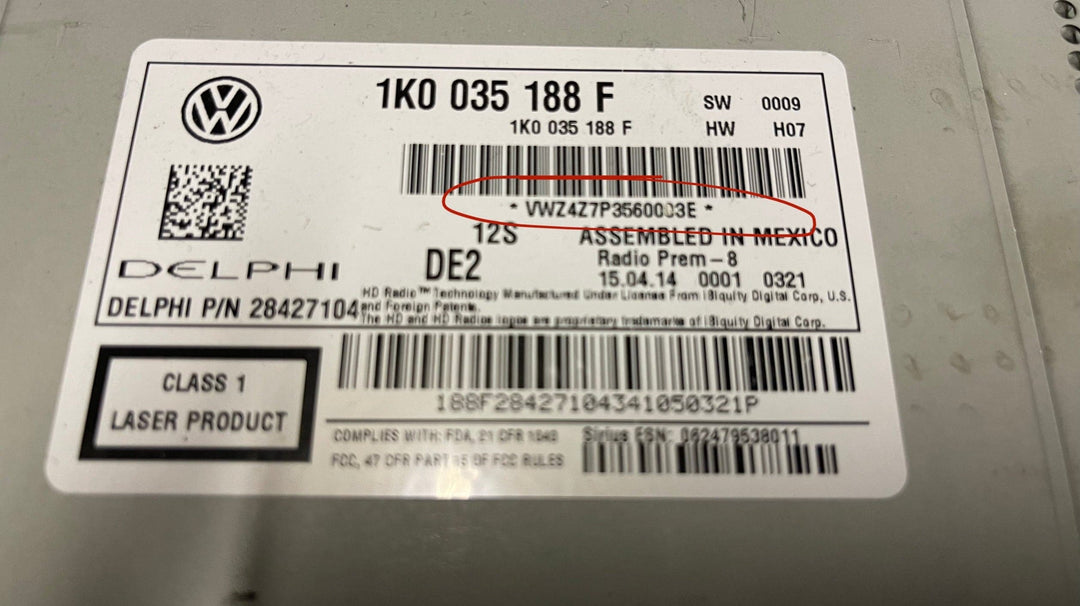 1K0 035 188 F
SW 0009
1K0 035 188 F
HW H07
* VWZ4Z7P3560003E *
12S
ASSEMBLED IN MEXICO
DE2
Radio Prem-8
15.04.14 0001 0321
DELPHI
DELPHI P/N 28427104
HD Radio™ Technology Manufactured Under License From iBiquity Digital Corp, U.S.
and Foreign Patents.
The HD and HD Radio logos are proprietary trademarks of iBiquity Digital Corp.
CLASS 1
LASER PRODUCT
188F28427104341050321P
COMPLIES WITH: FDA, 21 CFR 1040
FCC, 47 CFR PART 15 OF FCC RULES
Sirius ESN: 062479538011